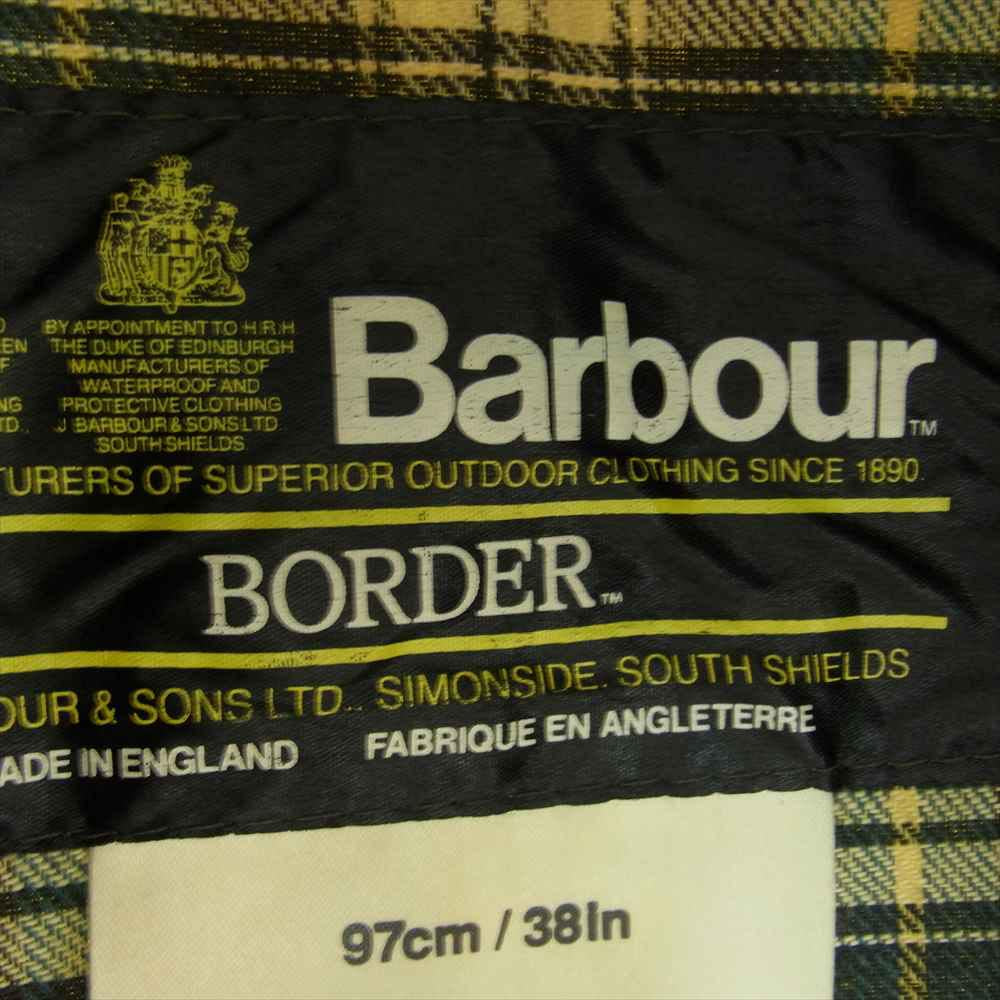 BY APPOINTMENT TO H.R.H
THE DUKE OF EDINBURGH
MANUFACTURERS OF
WATERPROOF AND
PROTECTIVE CLOTHING
J BARBOUR & SONS LTD
SOUTH SHIELDS
Barbour™
TURERS OF SUPERIOR OUTDOOR CLOTHING SINCE 1890.
BORDER™
OUR & SONS LTD., SIMONSIDE. SOUTH SHIELDS
ADE IN ENGLAND FABRIQUE EN ANGLETERRE
97cm / 38In